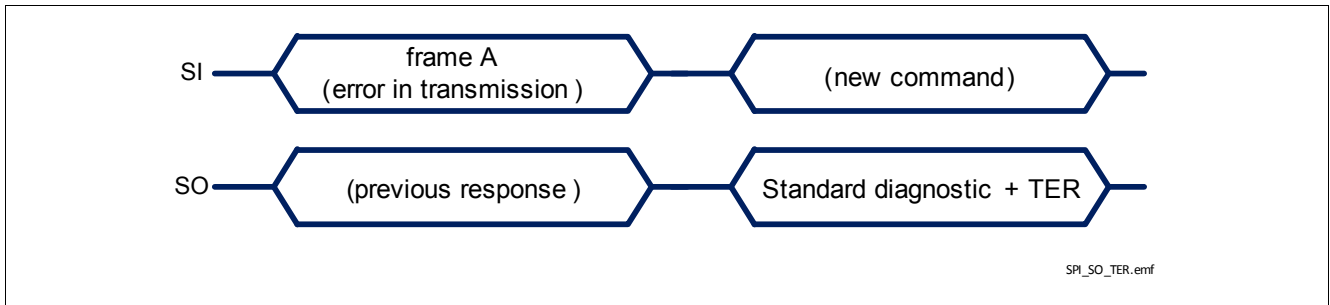 SI
frame A
(error in transmission )
(new command)
SO
(previous response )
Standard diagnostic + TER
SPI_SO_TER.emf